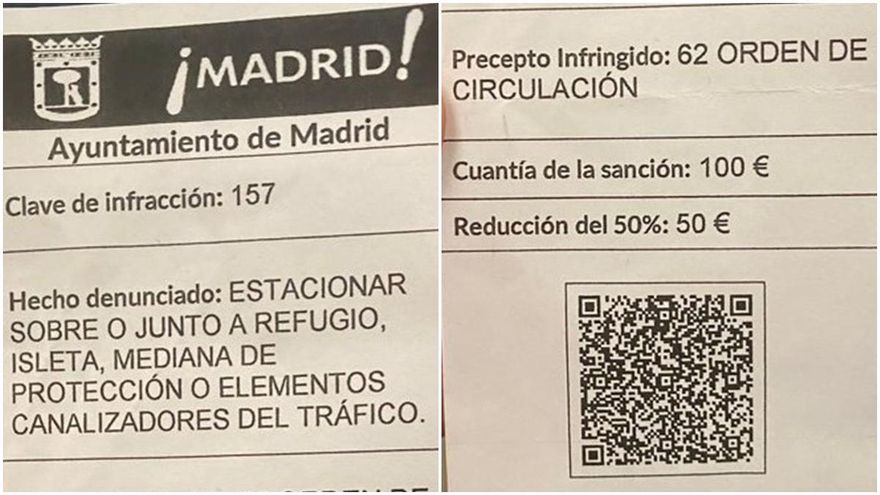 ¡MADRID!
Ayuntamiento de Madrid
Clave de infracción: 157
Hecho denunciado: ESTACIONAR
SOBRE O JUNTO A REFUGIO,
ISLETA, MEDIANA DE
PROTECCIÓN O ELEMENTOS
CANALIZADORES DEL TRÁFICO.
Precepto Infringido: 62 ORDEN DE
CIRCULACIÓN
Cuantía de la sanción: 100 €
Reducción del 50%: 50 €